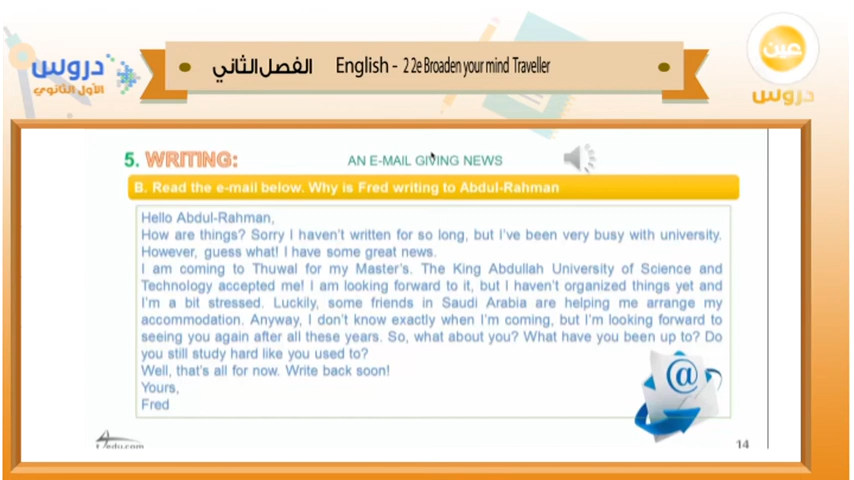 دروس
الأول الثانوي
الفصل الثاني English - 2 2e Broaden your mind Traveller
عين
دروس
5. WRITING: AN E-MAIL GIVING NEWS
B. Read the e-mail below. Why is Fred writing to Abdul-Rahman
Hello Abdul-Rahman,
How are things? Sorry I haven't written for so long, but I've been very busy with university.
However, guess what! I have some great news.
I am coming to Thuwal for my Master's. The King Abdullah University of Science and
Technology accepted me! I am looking forward to it, but I haven't organized things yet and
I'm a bit stressed. Luckily, some friends in Saudi Arabia are helping me arrange my
accommodation. Anyway, I don't know exactly when I'm coming, but I'm looking forward to
seeing you again after all these years. So, what about you? What have you been up to? Do
you still study hard like you used to?
Well, that's all for now. Write back soon!
Yours,
Fred
@
14